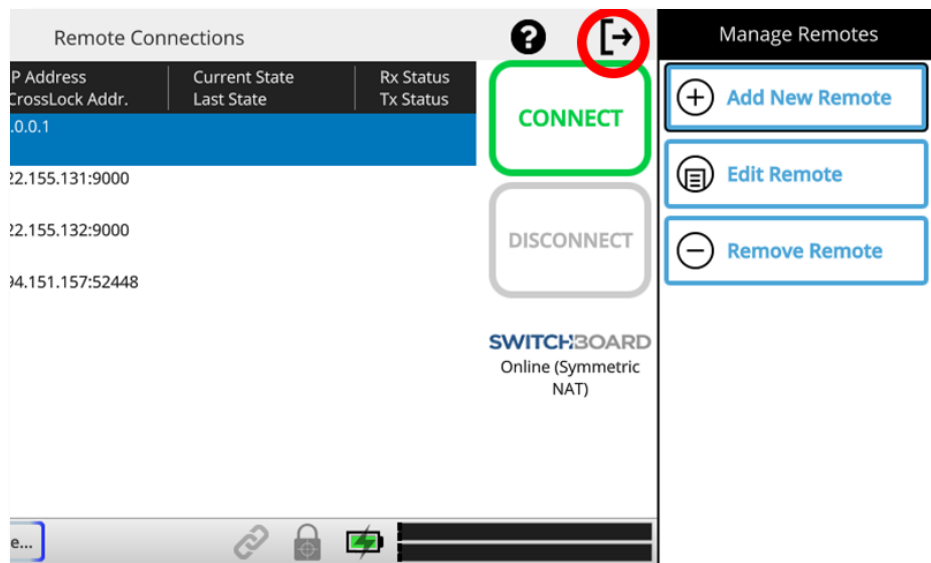 Remote Connections
?
Manage Remotes
P Address
Current State
Rx Status
CrossLock Addr.
Last State
Tx Status
.0.0.1
22.155.131:9000
22.155.132:9000
94.151.157:52448
CONNECT
DISCONNECT
SWITCHBOARD
Online (Symmetric
NAT)
Add New Remote
Edit Remote
Remove Remote
e...